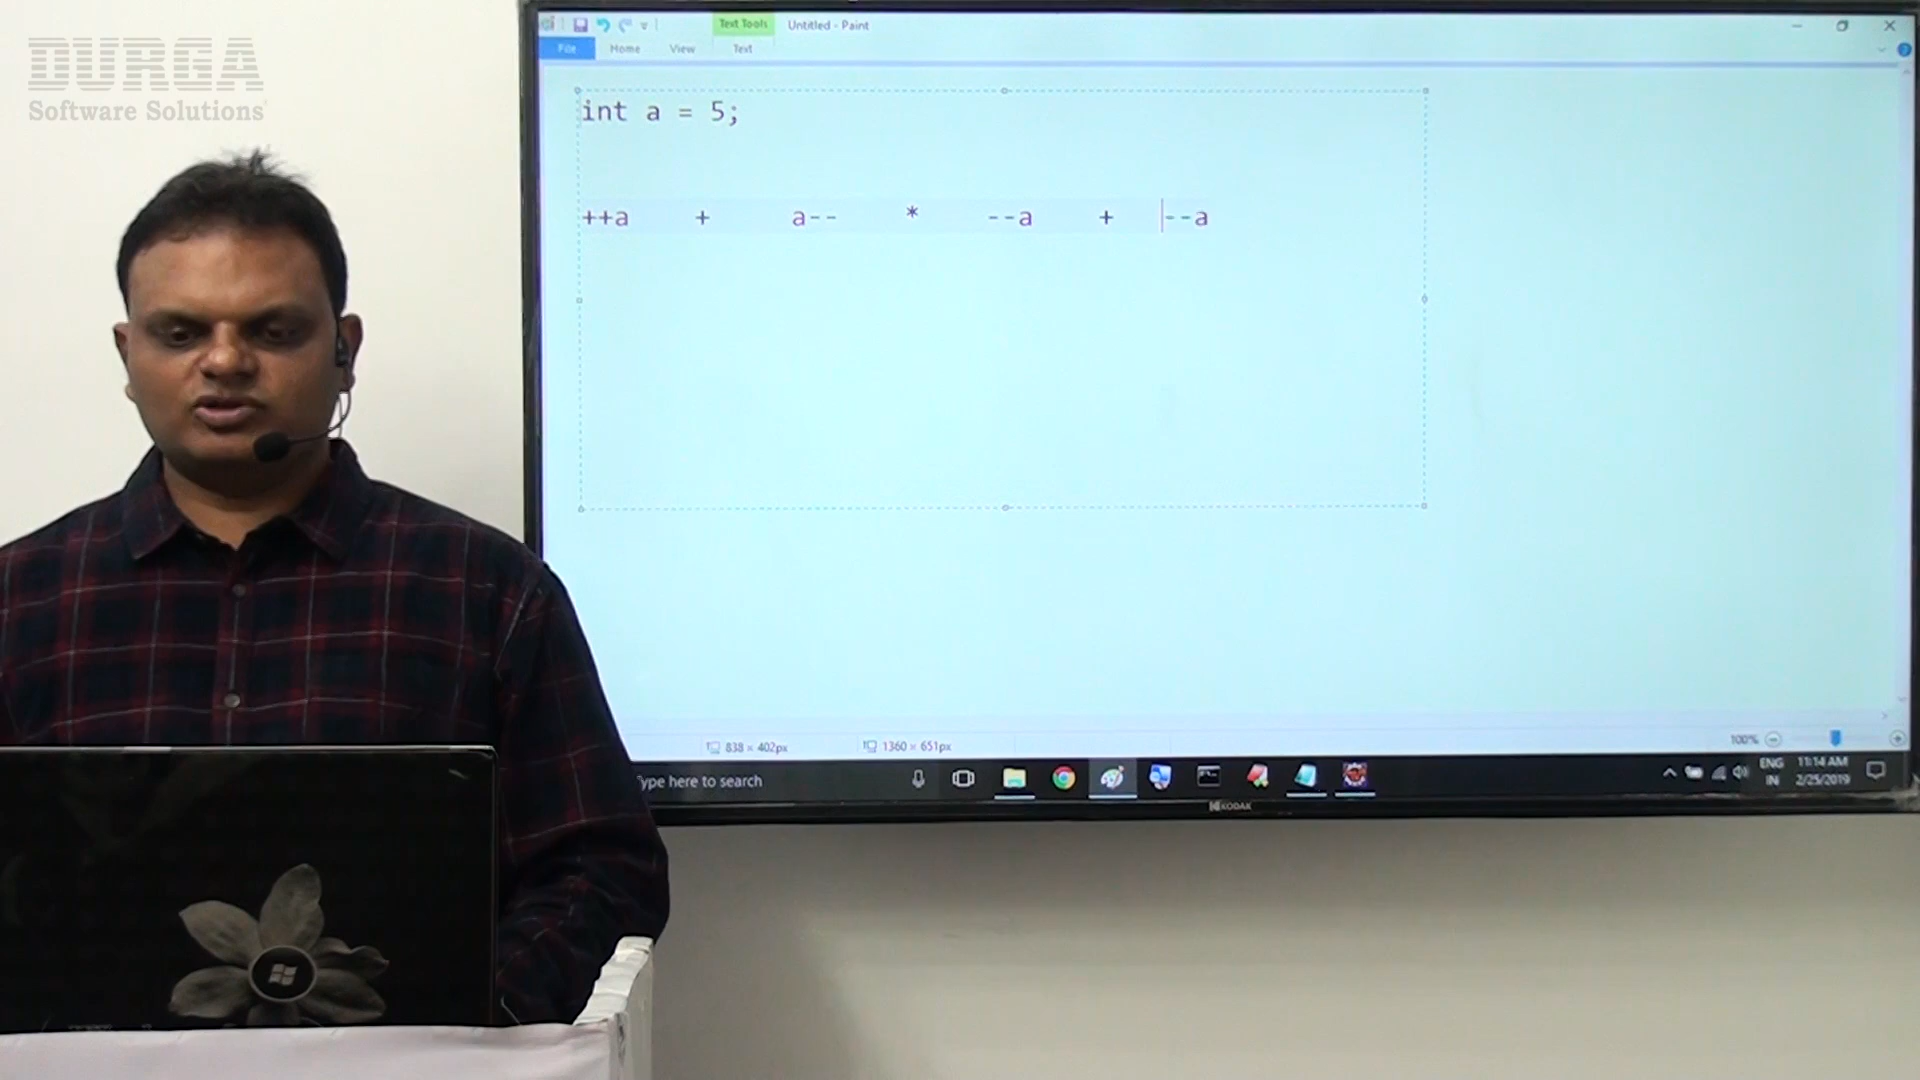 DURGA
Software Solutions
Text Tools
Untitled - Paint
File
Home
View
Text
int a = 5;
++a + a-- * --a + --a
838 × 402px
1360 × 651px
100%
ype here to search
ENG
IN
11:14 AM
2/25/2019
KODAK